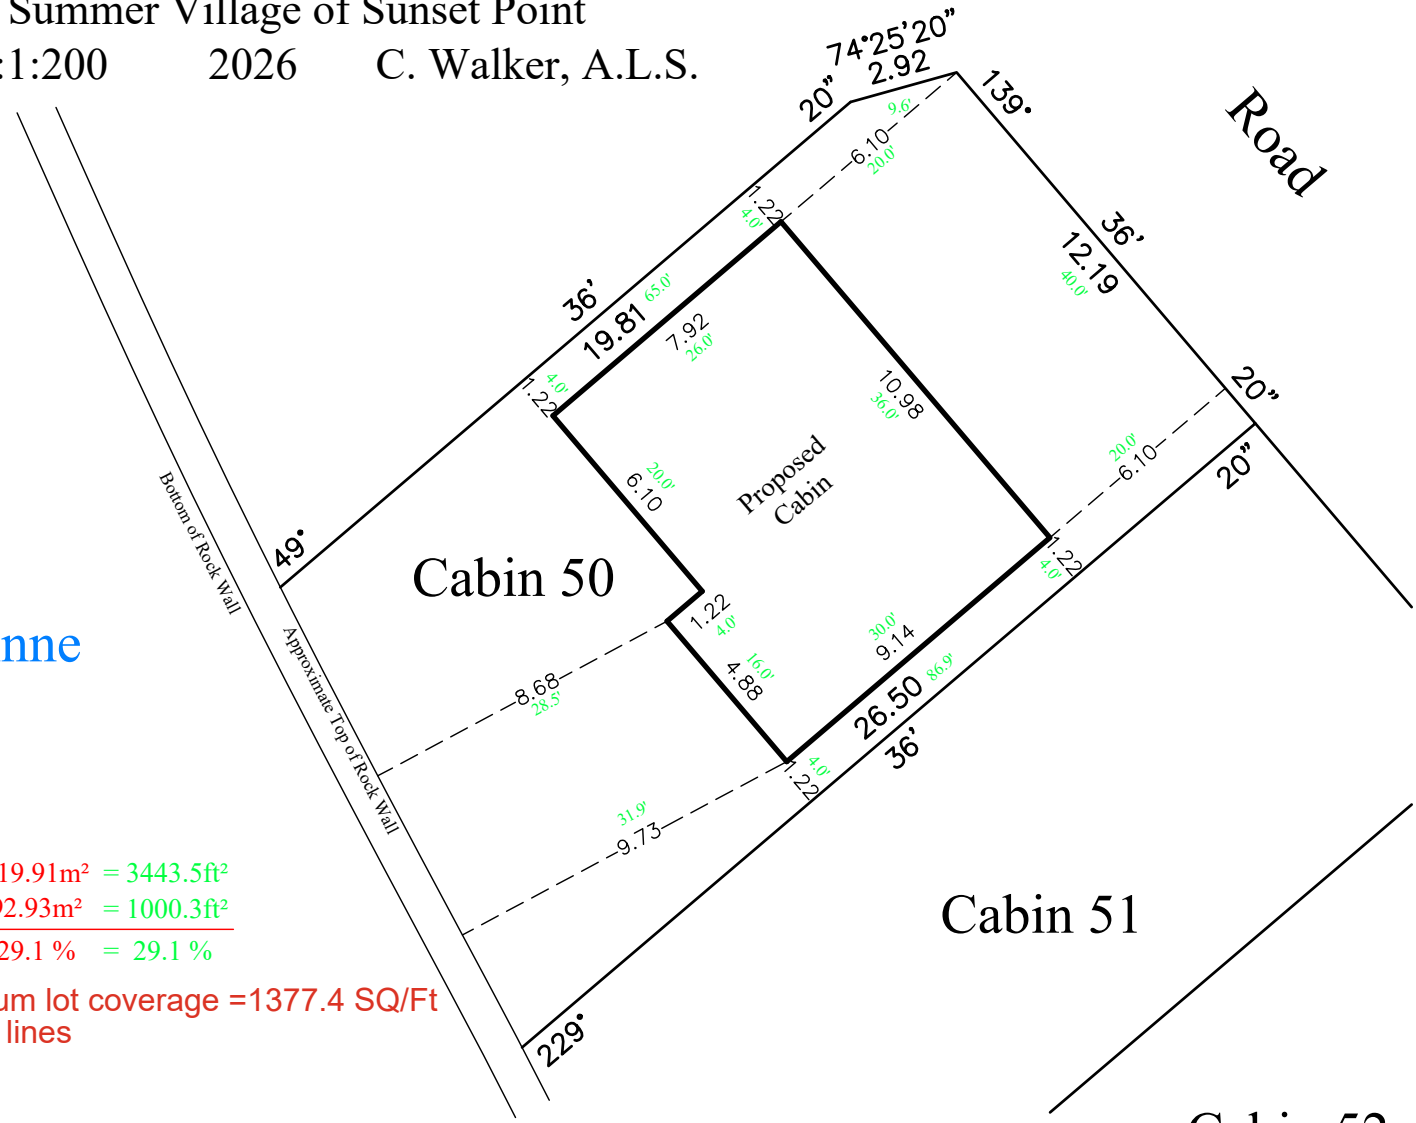 Summer Village of Sunset Point
:1:200 2026 C. Walker, A.L.S.
74°25'20"
2.92
20"
139°
Road
9.6'
6.10
20.0'
1.22
4.0'
36'
12.19
40.0'
36'
65.0'
19.81
7.92
26.0'
4.0'
1.22
10.98
36.0'
20"
20"
20.0'
6.10
Proposed
Cabin
20.0'
6.10
Bottom of Rock Wall
49°
Cabin 50
1.22
4.0'
1.22
4.0'
30.0'
9.14
16.0'
4.88
nne
Approximate Top of Rock Wall
8.68
28.5'
86.9'
26.50
36'
4.0'
1.22
31.9'
9.73
19.91m² = 3443.5ft²
92.93m² = 1000.3ft²
29.1 % = 29.1 %
Cabin 51
um lot coverage =1377.4 SQ/Ft
lines
229°
Cabin 52